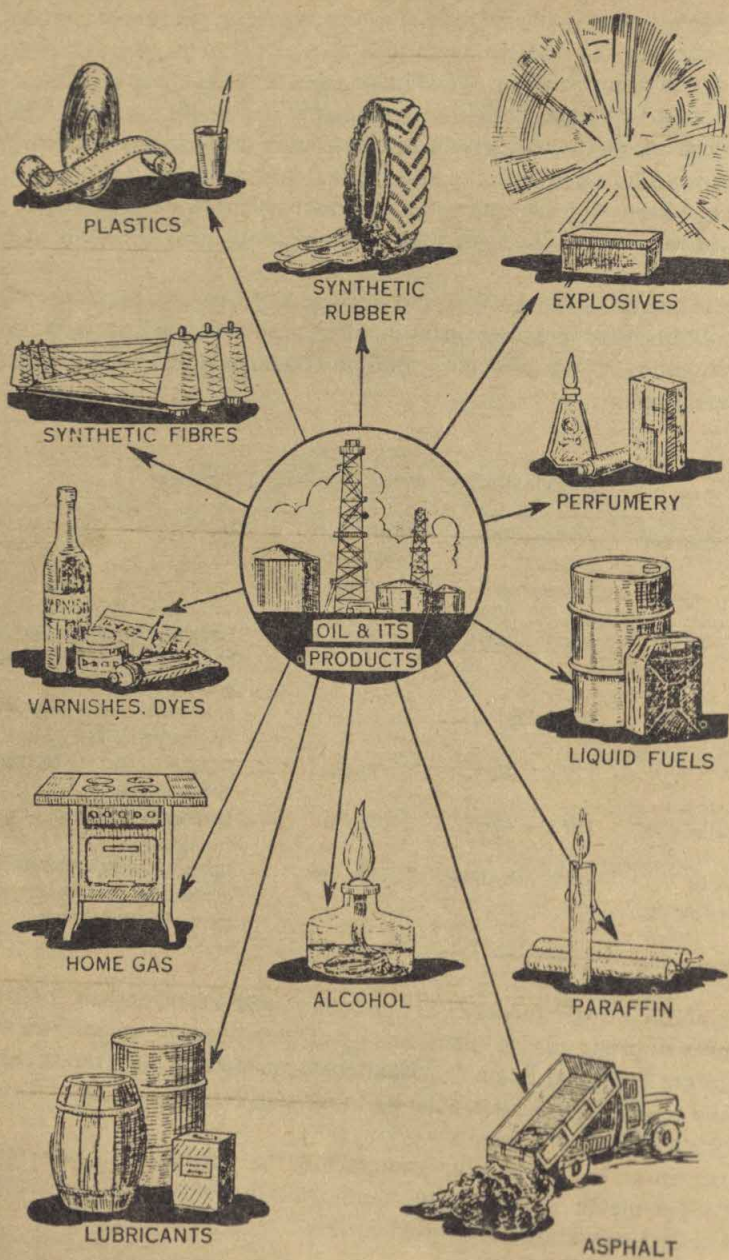 PLASTICS
SYNTHETIC
RUBBER
EXPLOSIVES
SYNTHETIC FIBRES
PERFUMERY
VARNISH
OIL & ITS
PRODUCTS
VARNISHES. DYES
LIQUID FUELS
HOME GAS
ALCOHOL
PARAFFIN
LUBRICANTS
ASPHALT